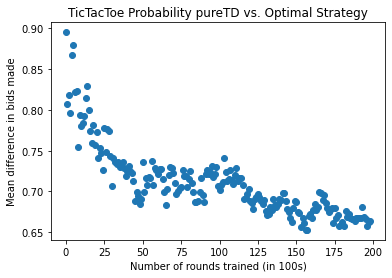 TicTacToe Probability pureTD vs. Optimal Strategy
Mean difference in bids made
0.90
0.85
0.80
0.75
0.70
0.65
0 25 50 75 100 125 150 175 200
Number of rounds trained (in 100s)